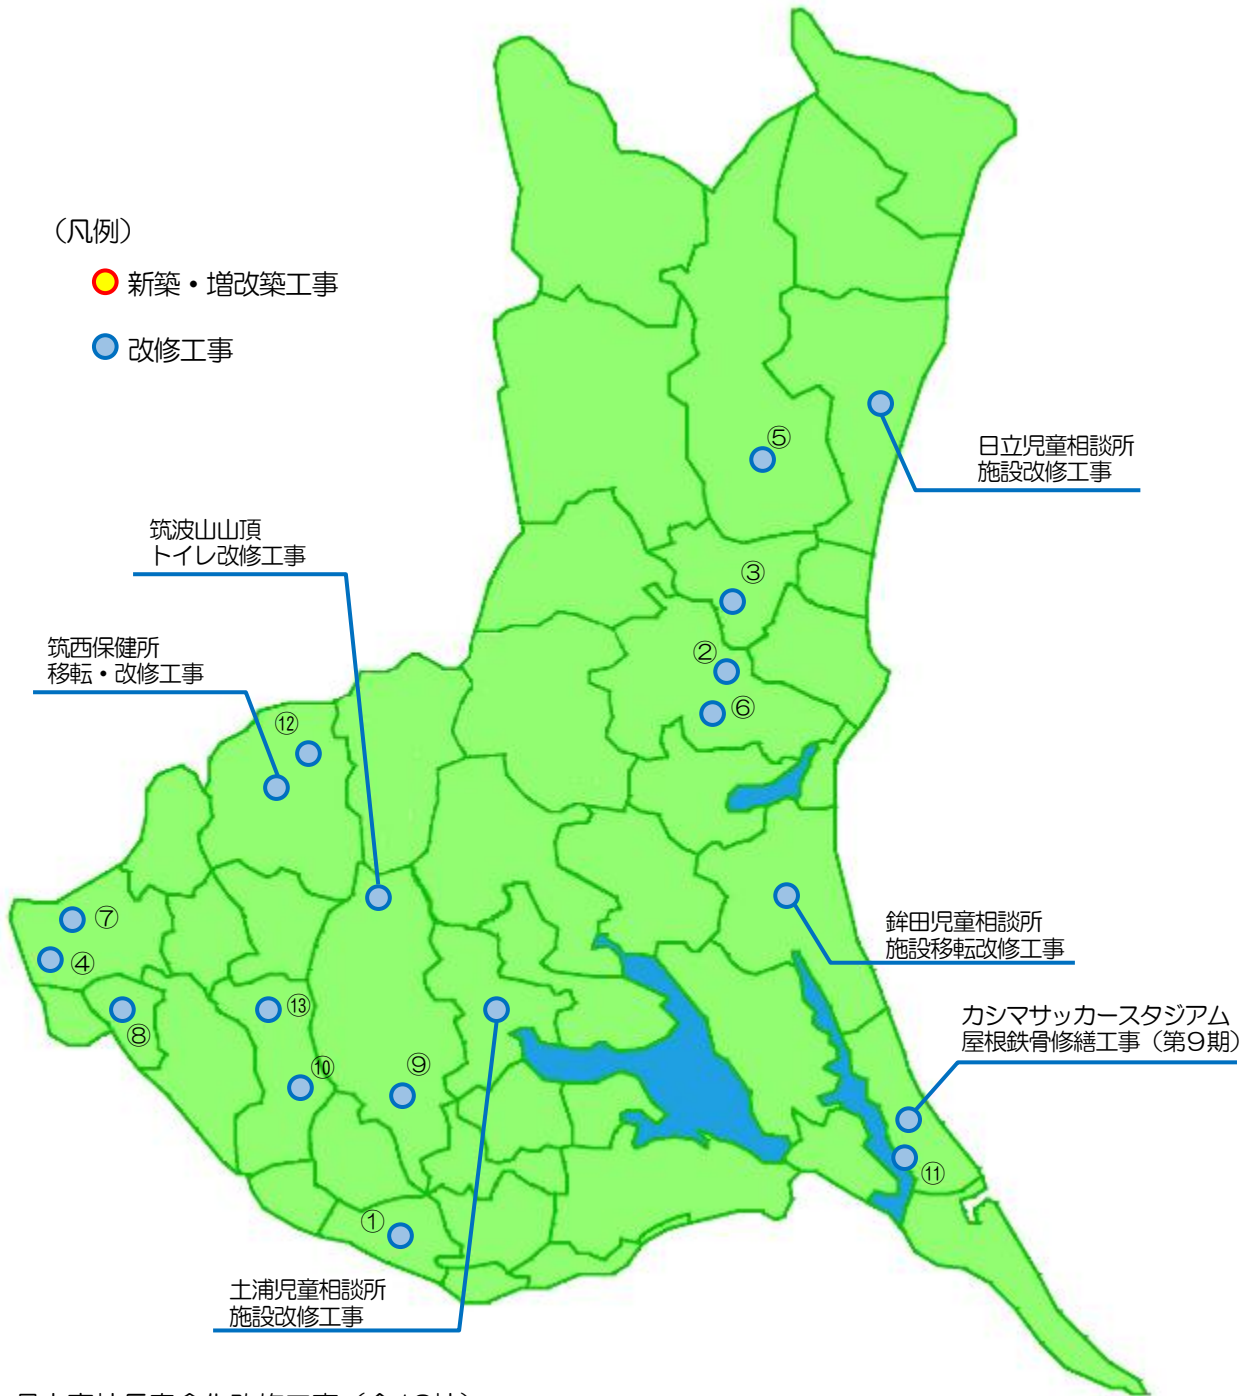 （凡例）
新築・増改築工事
改修工事
⑤
日立児童相談所
施設改修工事
筑波山山頂
トイレ改修工事
③
筑西保健所
移転・改修工事
②
⑥
⑫
⑦
④
鉾田児童相談所
施設移転改修工事
⑬
⑧
カシマサッカースタジアム
屋根鉄骨修繕工事（第9期）
⑩
⑨
⑪
①
土浦児童相談所
施設改修工事